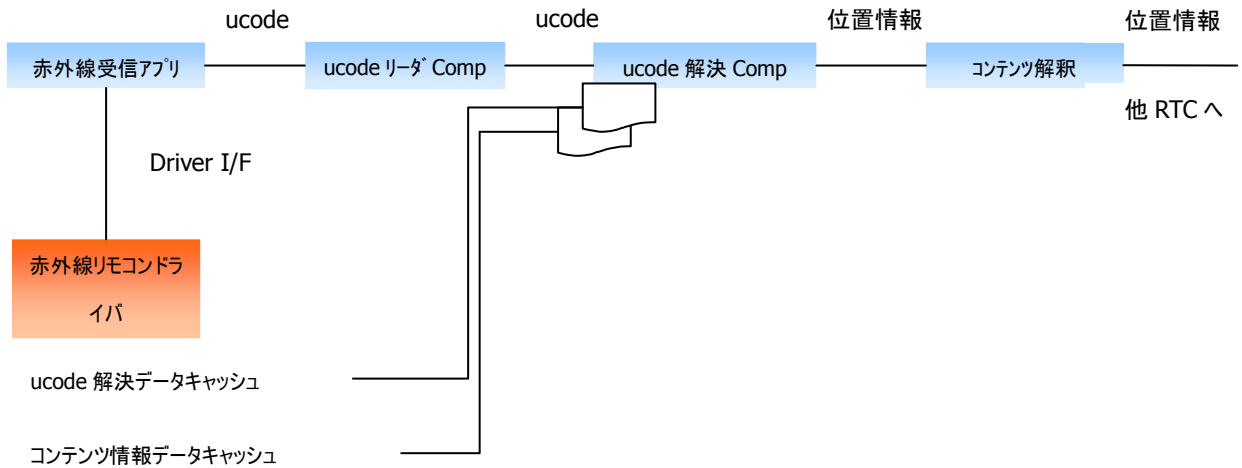 ucode
ucode
位置情報
位置情報
赤外線受信アプリ
ucode リーダ Comp
ucode 解決 Comp
コンテンツ解釈
他 RTC へ
Driver I/F
赤外線リモコンドラ
イバ
ucode 解決データキャッシュ
コンテンツ情報データキャッシュ